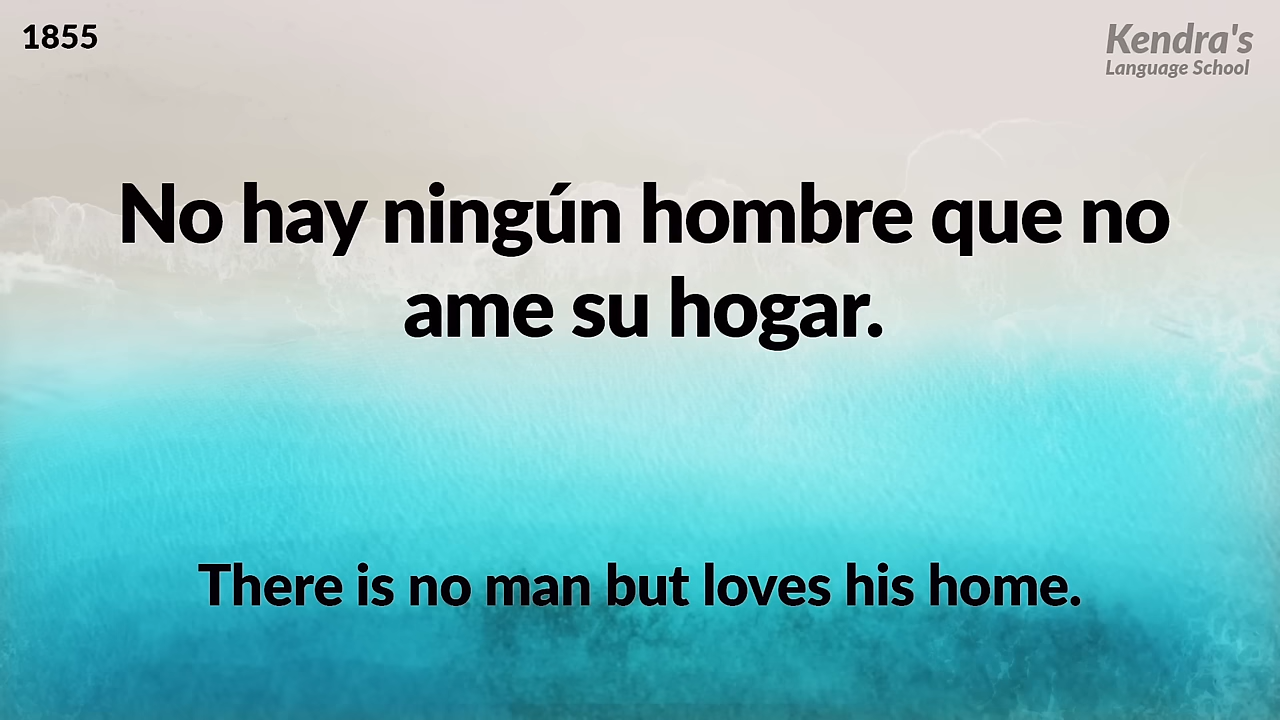 1855
Kendra's
Language School
No hay ningún hombre que no
ame su hogar.
There is no man but loves his home.